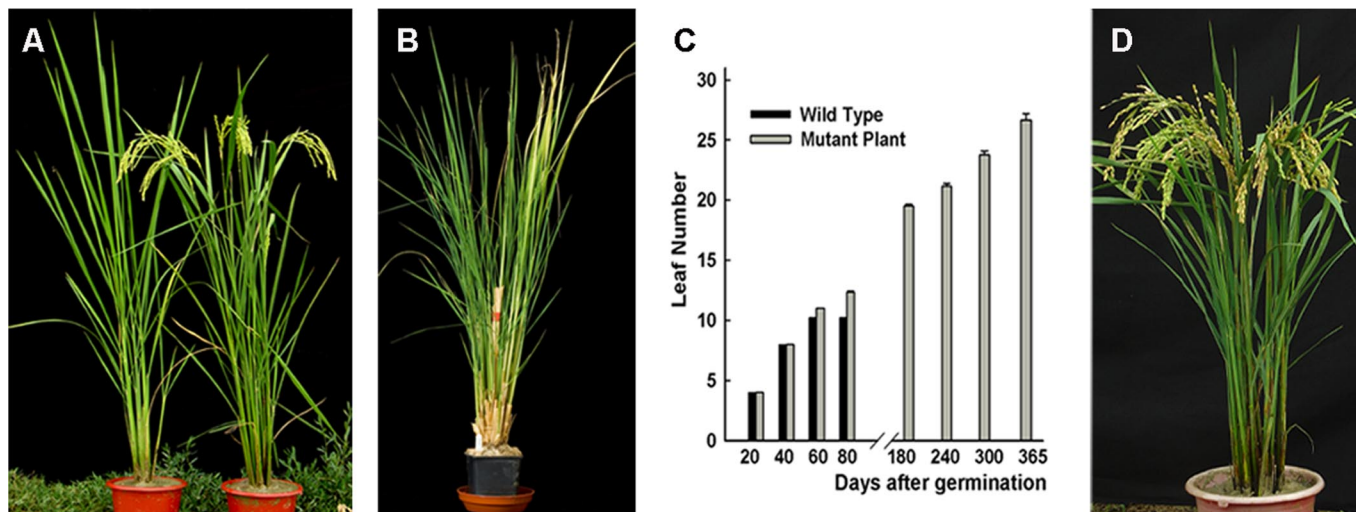 A
B
C
D
30
25
20
15
10
5
0
Leaf Number
Wild Type
Mutant Plant
20 40 60 80 180 240 300 365
Days after germination